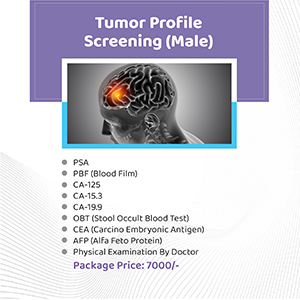 Tumor Profile
Screening (Male)
PSA
PBF (Blood Film)
CA-125
CA-15.3
CA-19.9
OBT (Stool Occult Blood Test)
CEA (Carcino Embryonic Antigen)
AFP (Alfa Feto Protein)
Physical Examination By Doctor
Package Price: 7000/-